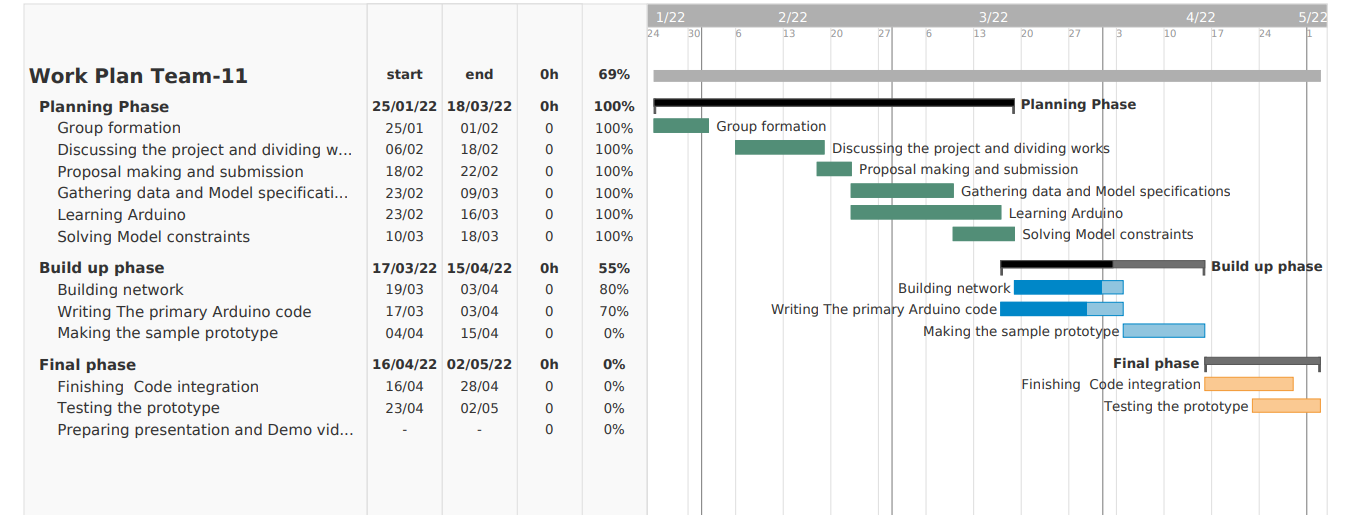 1/22 2/22 3/22 4/22 5/22
24 30 6 13 20 27 6 13 20 27 3 10 17 24 1
Work Plan Team-11 start end 0h 69%
Planning Phase 25/01/22 18/03/22 0h 100% Planning Phase
Group formation 25/01 01/02 0 100% Group formation
Discussing the project and dividing w... 06/02 18/02 0 100% Discussing the project and dividing works
Proposal making and submission 18/02 22/02 0 100% Proposal making and submission
Gathering data and Model specificati... 23/02 09/03 0 100% Gathering data and Model specifications
Learning Arduino 23/02 16/03 0 100% Learning Arduino
Solving Model constraints 10/03 18/03 0 100% Solving Model constraints
Build up phase 17/03/22 15/04/22 0h 55% Build up phase
Building network 19/03 03/04 0 80% Building network
Writing The primary Arduino code 17/03 03/04 0 70% Writing The primary Arduino code
Making the sample prototype 04/04 15/04 0 0% Making the sample prototype
Final phase 16/04/22 02/05/22 0h 0% Final phase
Finishing  Code integration 16/04 28/04 0 0% Finishing  Code integration
Testing the prototype 23/04 02/05 0 0% Testing the prototype
Preparing presentation and Demo vid... - - 0 0%